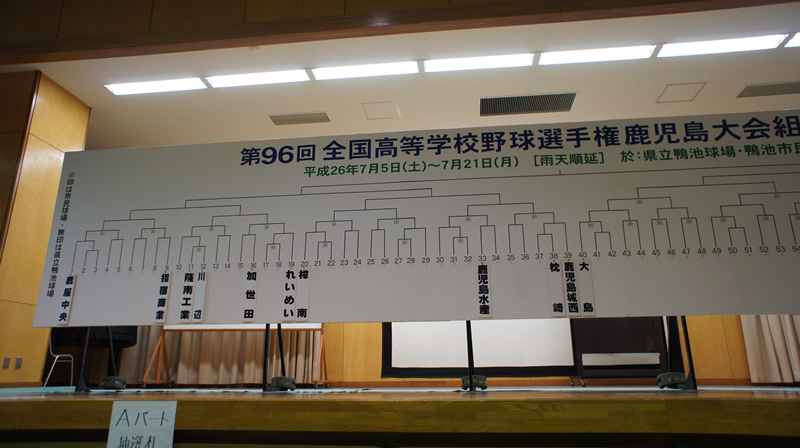 第96回 全国高等学校野球選手権鹿児島大会組
平成26年7月5日(土)～7月21日(月) [雨天順延] 於:県立鴨池球場・鴨池市民
※印は市民球場・無印は県立鴨池球場
1 2 3 4 5 6 7 8 9 10 11 12 13 14 15 16 17 18 19 20 21 22 23 24 25 26 27 28 29 30 31 32 33 34 35 36 37 38 39 40 41 42 43 44 45 46 47 48 49 50 51 52 53 54
鹿屋中央
指宿商業
薩南工業
川辺
加世田
れいめい
樟南
鹿児島水産
枕崎
鹿児島城西
大島
Aパート
抽選札